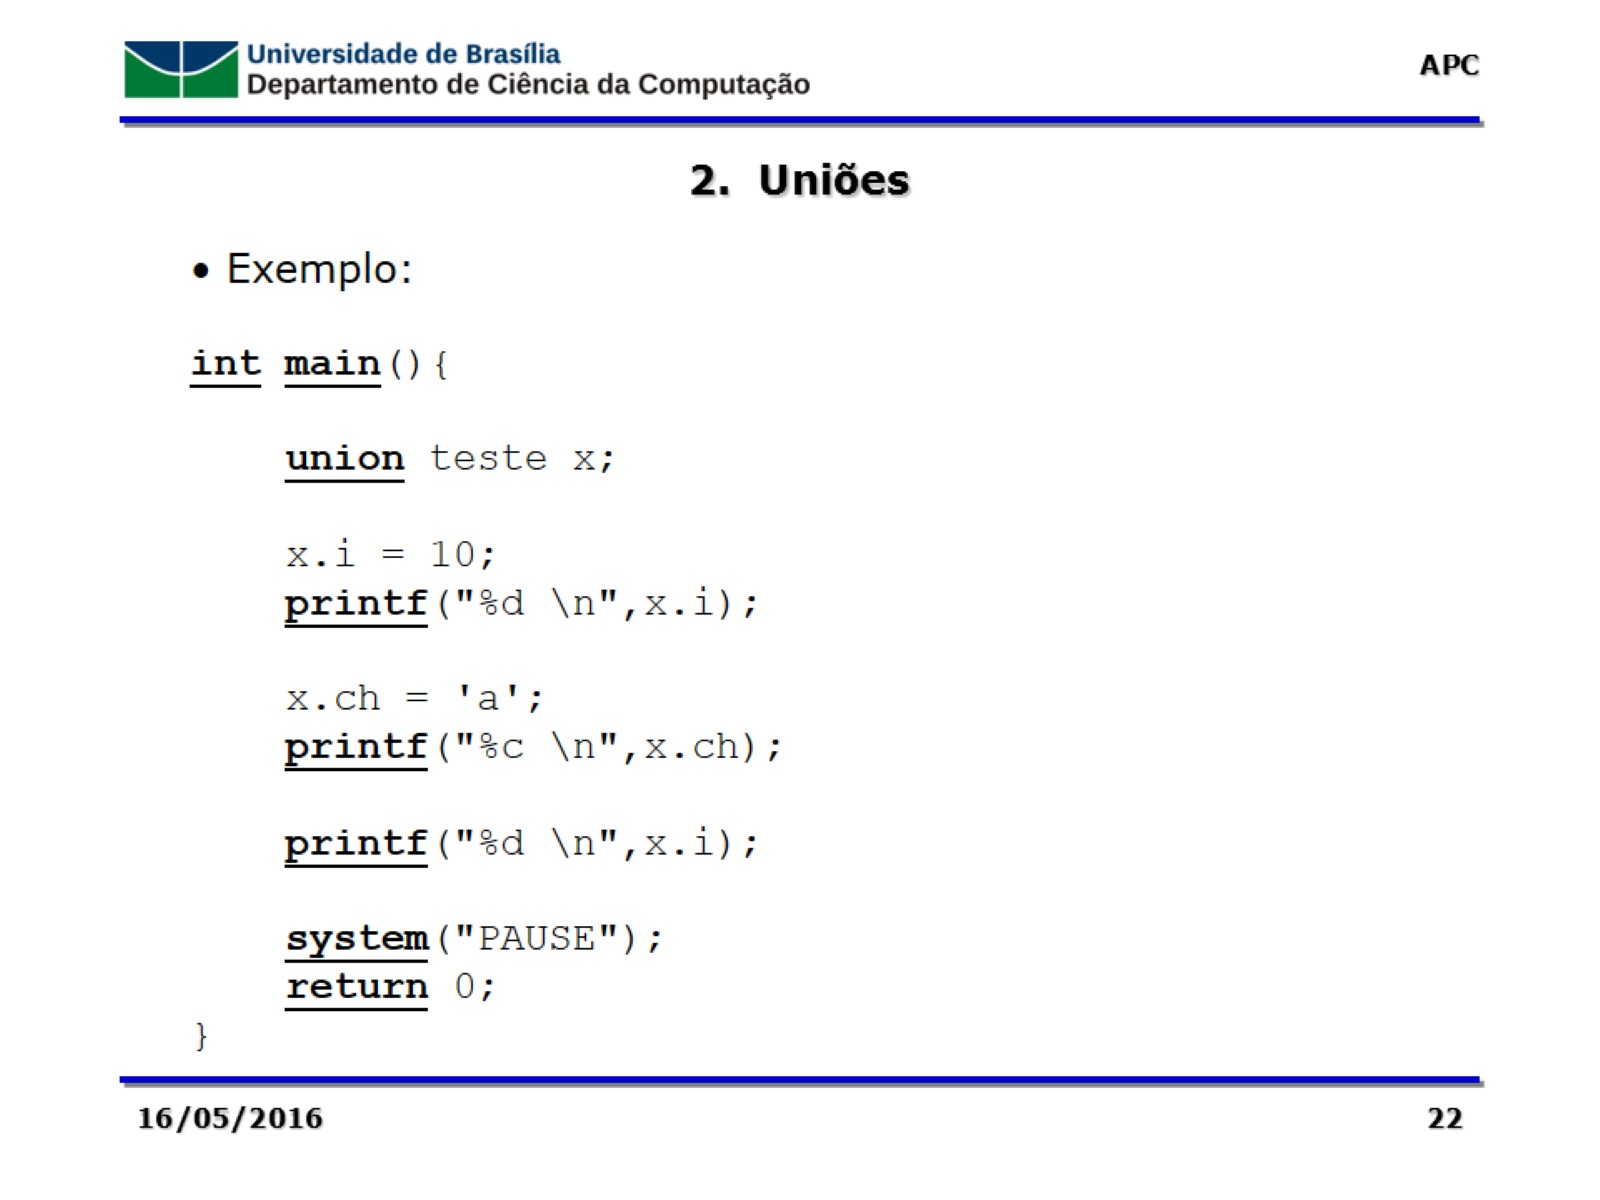 Universidade de Brasília
Departamento de Ciência da Computação
APC
2. Uniões
• Exemplo:
int main(){
union teste x;
x.i = 10;
printf("%d \n",x.i);
x.ch = 'a';
printf("%c \n",x.ch);
printf("%d \n",x.i);
system("PAUSE");
return 0;
}
16/05/2016
22